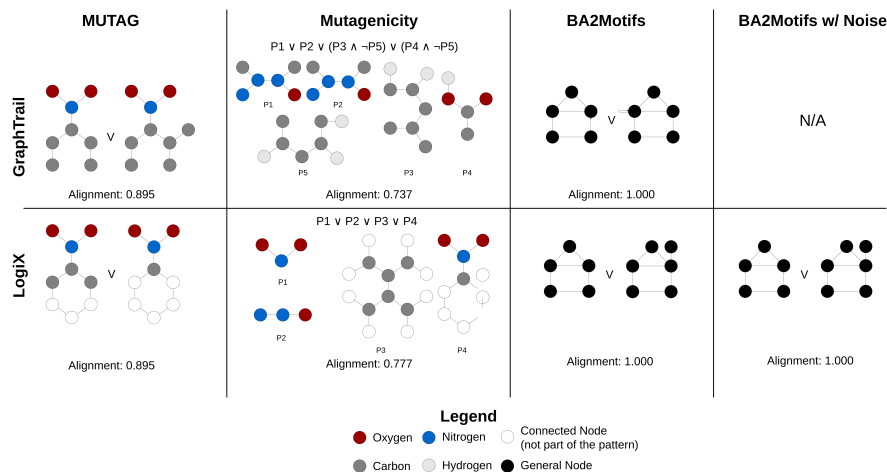 MUTAG
Mutagenicity
BA2Motifs
BA2Motifs w/ Noise
GraphTrail
V
Alignment: 0.895
P1 ∨ P2 ∨ (P3 ∧ ¬P5) ∨ (P4 ∧ ¬P5)
P1
P2
P5
P3
P4
Alignment: 0.737
V
Alignment: 1.000
N/A
LogiX
V
Alignment: 0.895
P1 ∨ P2 ∨ P3 ∨ P4
P1
P2
P3
P4
Alignment: 0.777
V
Alignment: 1.000
V
Alignment: 1.000
Legend
Oxygen
Nitrogen
Connected Node
(not part of the pattern)
Carbon
Hydrogen
General Node